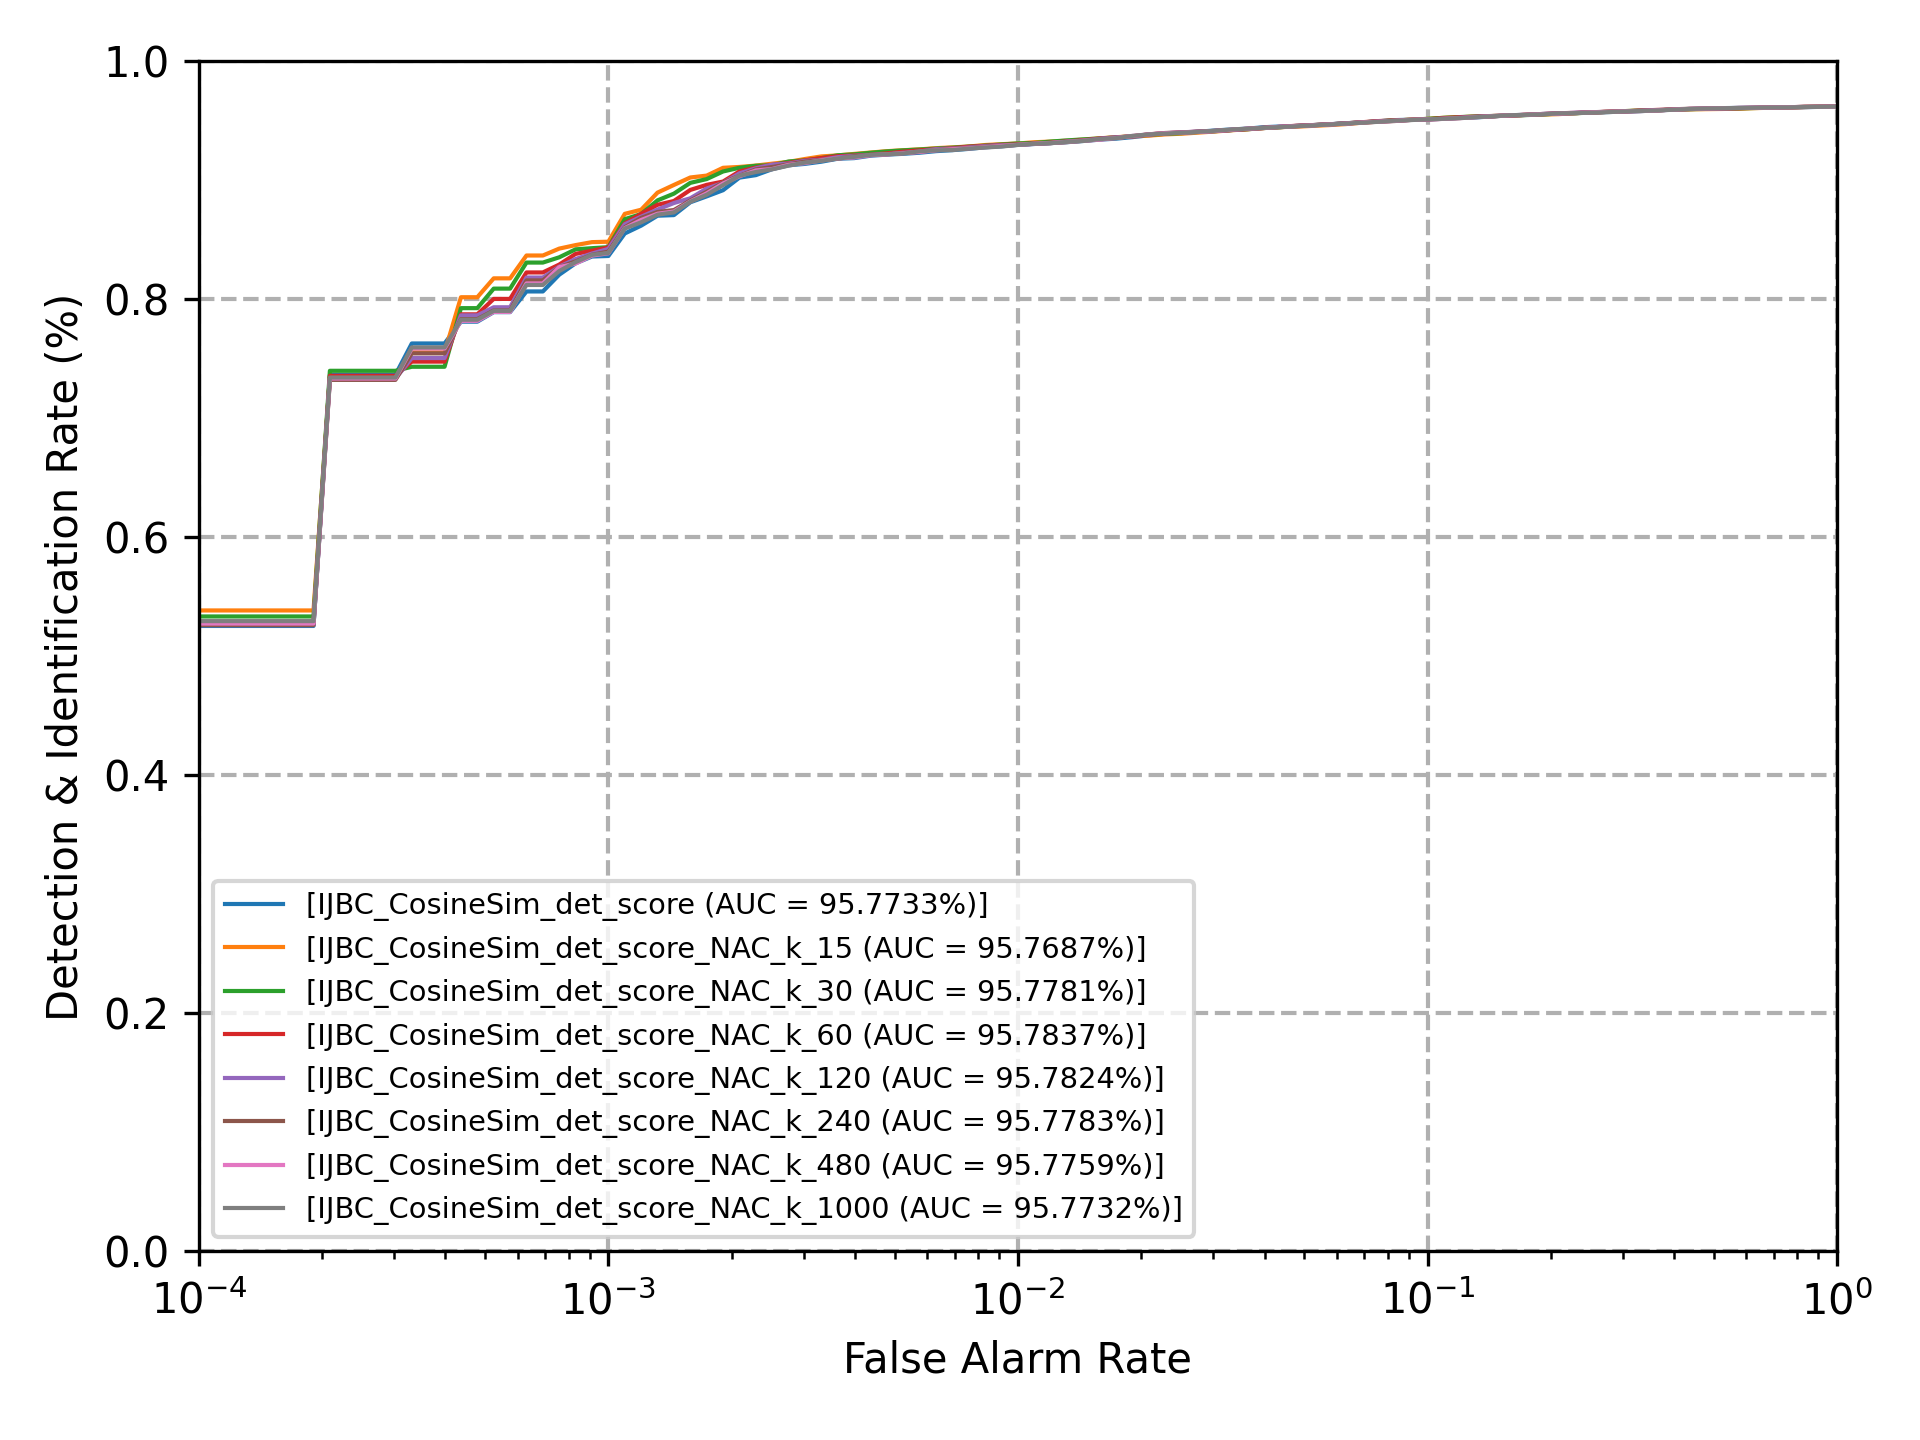 1.0
0.8
0.6
0.4
0.2
0.0
Detection & Identification Rate (%)
[IJBC_CosineSim_det_score (AUC = 95.7733%)]
[IJBC_CosineSim_det_score_NAC_k_15 (AUC = 95.7687%)]
[IJBC_CosineSim_det_score_NAC_k_30 (AUC = 95.7781%)]
[IJBC_CosineSim_det_score_NAC_k_60 (AUC = 95.7837%)]
[IJBC_CosineSim_det_score_NAC_k_120 (AUC = 95.7824%)]
[IJBC_CosineSim_det_score_NAC_k_240 (AUC = 95.7783%)]
[IJBC_CosineSim_det_score_NAC_k_480 (AUC = 95.7759%)]
[IJBC_CosineSim_det_score_NAC_k_1000 (AUC = 95.7732%)]
10⁻⁴ 10⁻³ 10⁻² 10⁻¹ 10⁰
False Alarm Rate